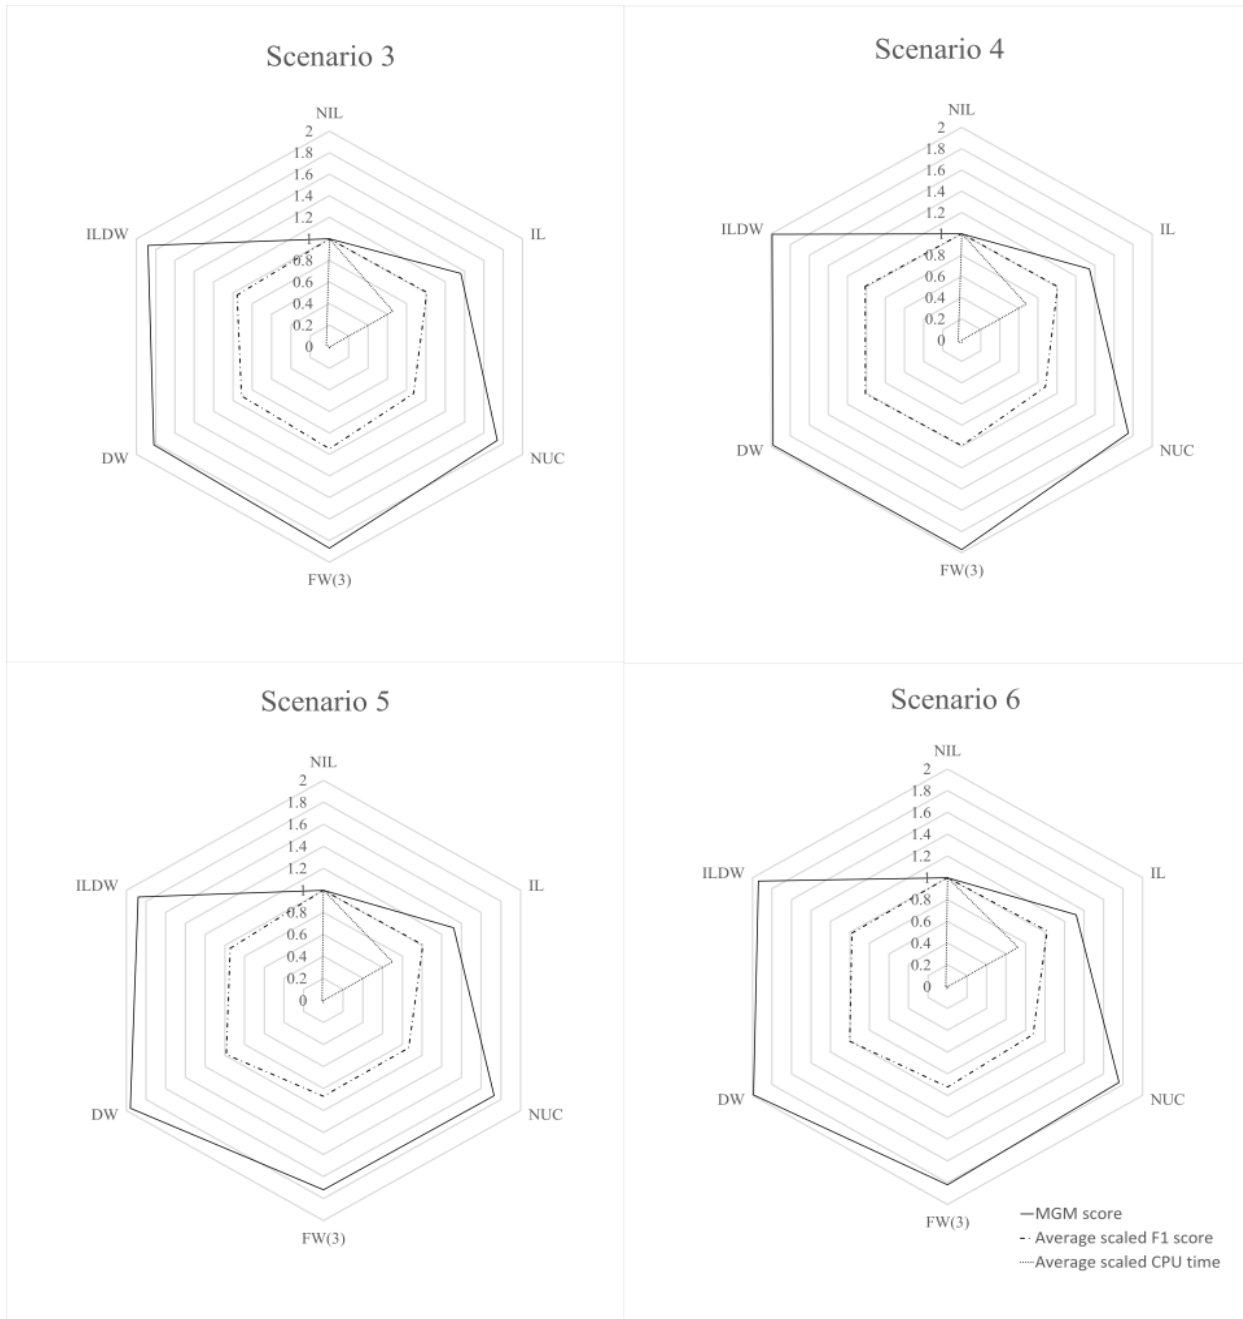 Scenario 3
NIL
2
1.8
1.6
1.4
1.2
1
0.8
0.6
0.4
0.2
0
IL
NUC
FW(3)
DW
ILDW
Scenario 4
NIL
2
1.8
1.6
1.4
1.2
1
0.8
0.6
0.4
0.2
0
IL
NUC
FW(3)
DW
ILDW
Scenario 5
NIL
2
1.8
1.6
1.4
1.2
1
0.8
0.6
0.4
0.2
0
IL
NUC
FW(3)
DW
ILDW
Scenario 6
NIL
2
1.8
1.6
1.4
1.2
1
0.8
0.6
0.4
0.2
0
IL
NUC
FW(3)
DW
ILDW
MGM score
Average scaled F1 score
Average scaled CPU time